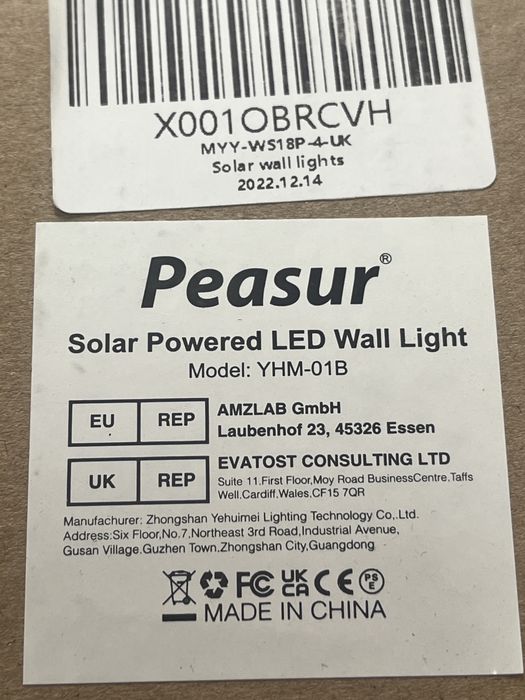 X001OBRCVH
MYY-WS18P-4-UK
Solar wall lights
2022.12.14
Peasur®
Solar Powered LED Wall Light
Model: YHM-01B
EU REP
AMZLAB GmbH
Laubenhof 23, 45326 Essen
UK REP
EVATOST CONSULTING LTD
Suite 11,First Floor,Moy Road BusinessCentre,Taffs
Well,Cardiff,Wales,CF15 7QR
Manufacturer: Zhongshan Yehuimei Lighting Technology Co,.Ltd.
Address:Six Floor,No.7,Northeast 3rd Road,Industrial Avenue,
Gusan Village.Guzhen Town.Zhongshan City,Guangdong
FC UK CA CE PS E
MADE IN CHINA